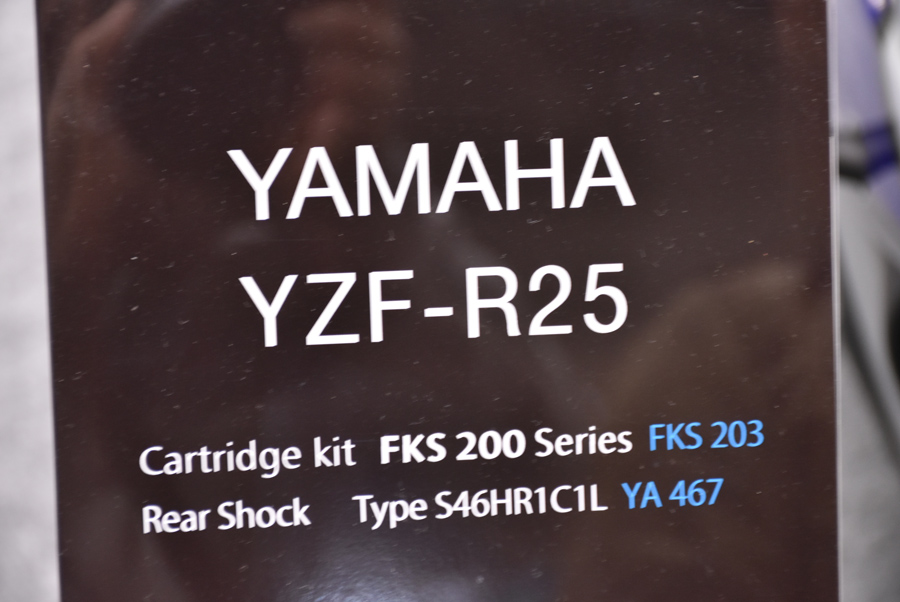 YAMAHA
YZF-R25
Cartridge kit FKS 200 Series FKS 203
Rear Shock Type S46HR1C1L YA 467